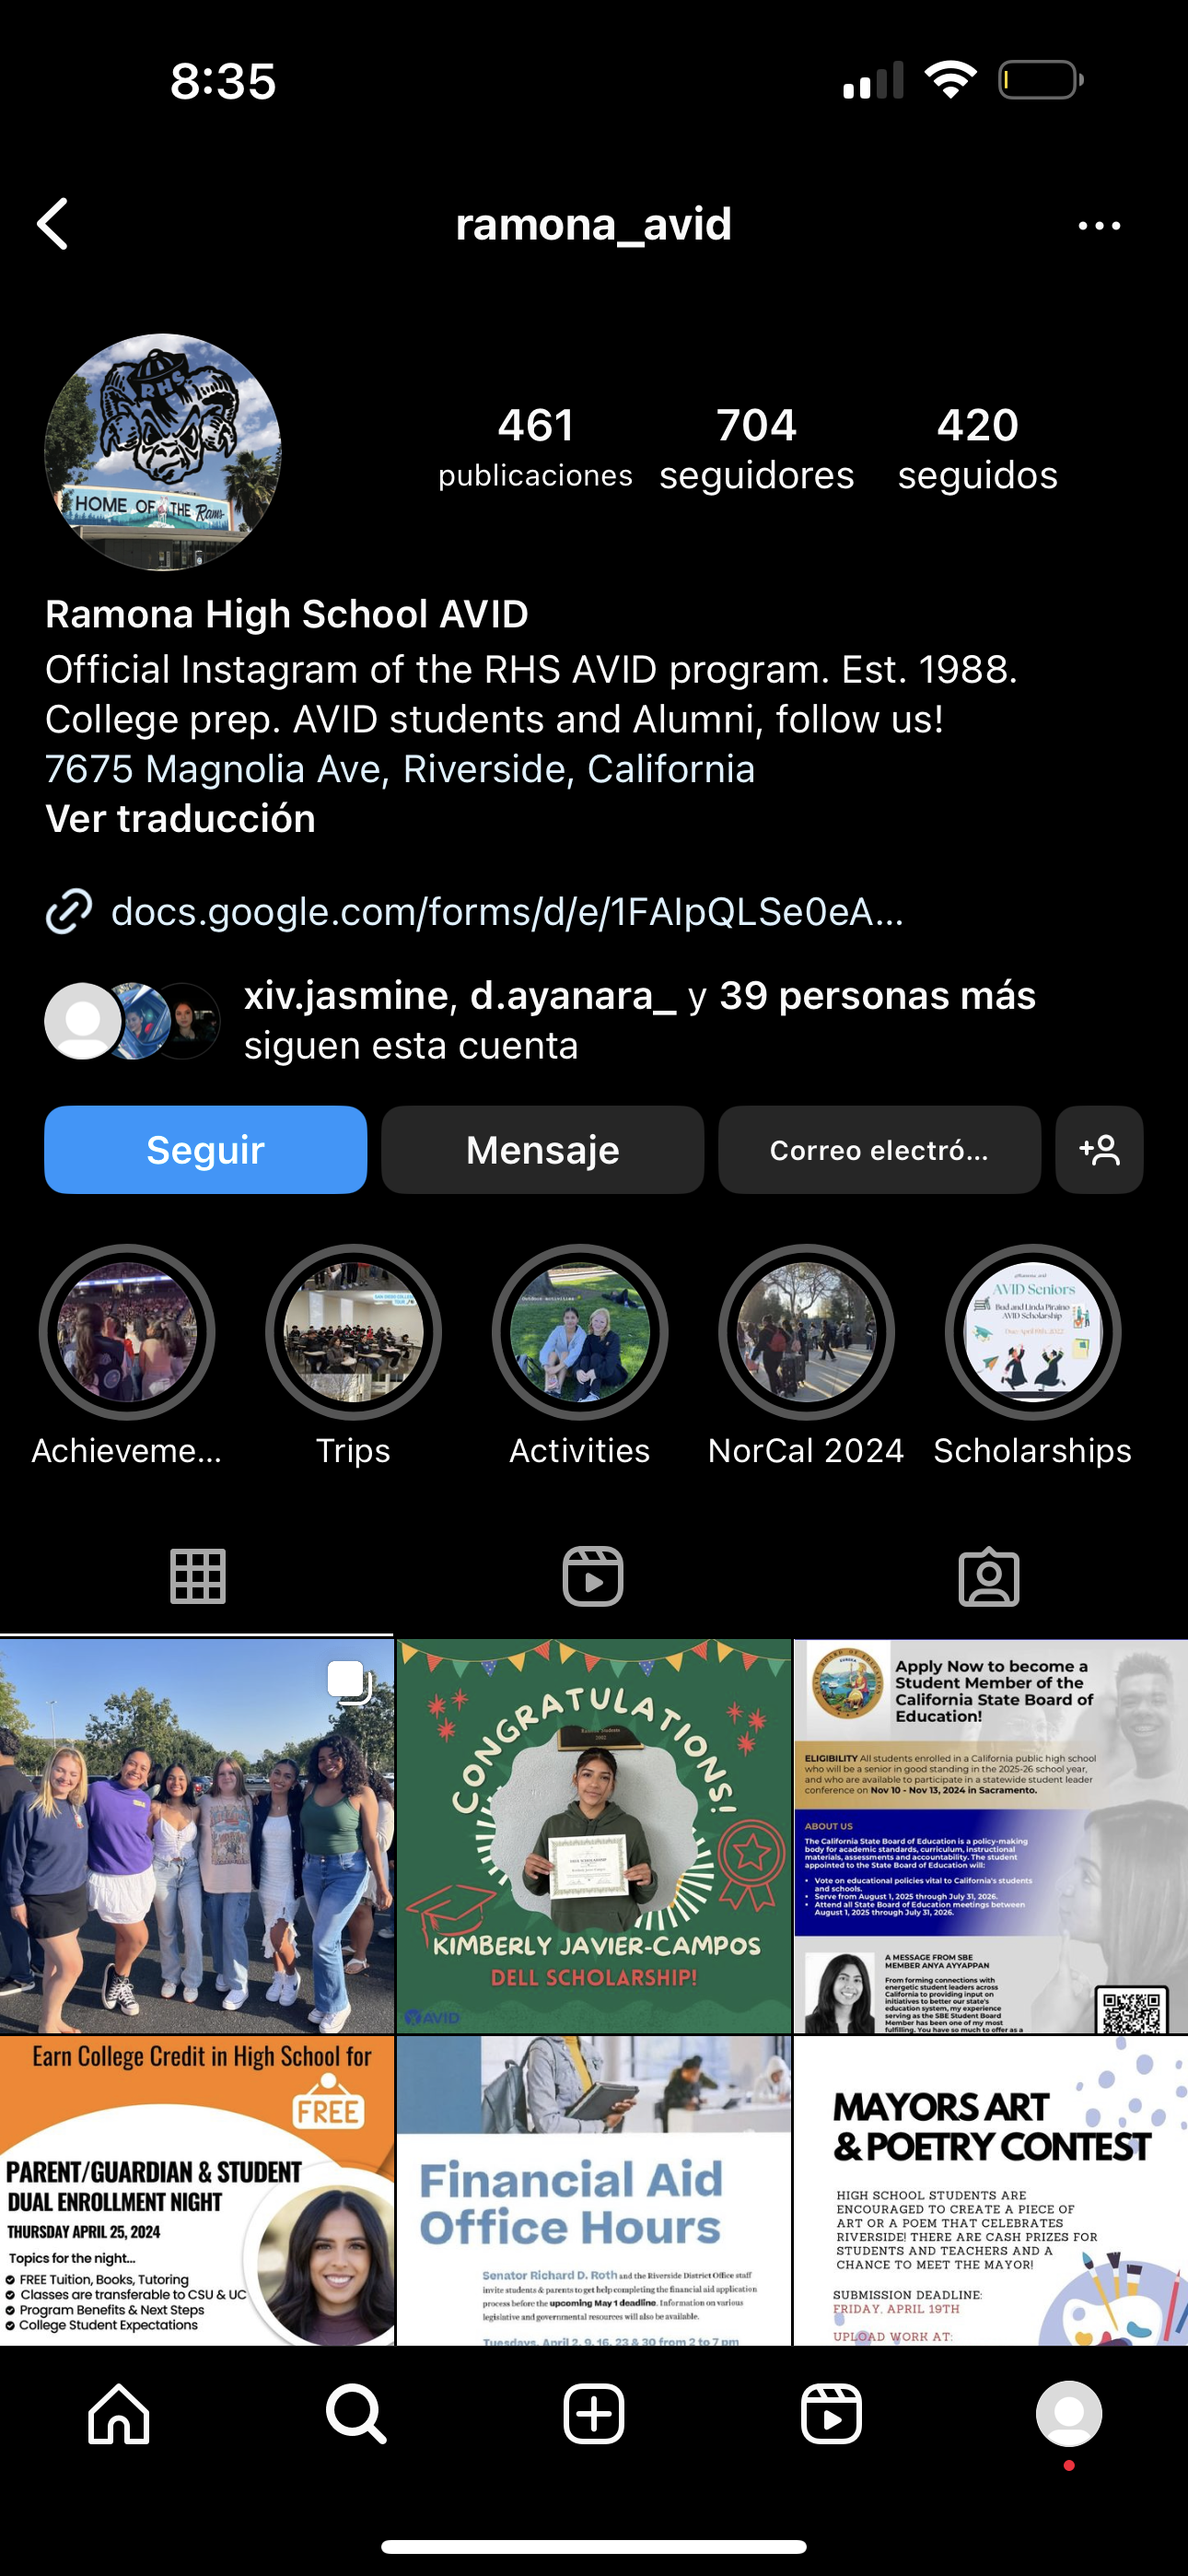 8:35
ramona_avid
RHS
HOME OF THE Rams
461
publicaciones
704
seguidores
420
seguidos
Ramona High School AVID
Official Instagram of the RHS AVID program. Est. 1988.
College prep. AVID students and Alumni, follow us!
7675 Magnolia Ave, Riverside, California
Ver traducción
docs.google.com/forms/d/e/1FAIpQLSe0eA...
xiv.jasmine, d.ayanara_ y 39 personas más
siguen esta cuenta
Seguir
Mensaje
Correo electró...
AVID Seniors
Bud and Linda Piraino
AVID Scholarship
Achieveme...
Trips
Activities
NorCal 2024
Scholarships
CONGRATULATIONS!
KIMBERLY JAVIER-CAMPOS
DELL SCHOLARSHIP!
AVID
Apply Now to become a
Student Member of the
California State Board of
Education!
ELIGIBILITY All students enrolled in a California public high school
who will be a senior in good standing in the 2025-26 school year,
and who are available to participate in a statewide student leader
conference on Nov 10 - Nov 13, 2024 in Sacramento.
ABOUT US
The California State Board of Education is a policy-making
body for academic standards, curriculum, instructional
materials, assessments and accountability. The student
appointed to the State Board of Education will:
• Vote on educational policies vital to California's students
and schools.
• Serve from August 1, 2025 through July 31, 2026.
• Attend all State Board of Education meetings between
August 1, 2025 through July 31, 2026.
A MESSAGE FROM SBE
MEMBER ANYA AYYAPPAN
From forming connections with
energetic student leaders across
California to providing input on
initiatives to better our state's
education system, my experience
serving as the SBE Student Board
Member has been one of my most
fulfilling. You have so much to offer as a
Earn College Credit in High School for
FREE
PARENT/GUARDIAN & STUDENT
DUAL ENROLLMENT NIGHT
THURSDAY APRIL 25, 2024
Topics for the night...
FREE Tuition, Books, Tutoring
Classes are transferable to CSU & UC
Program Benefits & Next Steps
College Student Expectations
Financial Aid
Office Hours
Senator Richard D. Roth and the Riverside District Office staff
invite students & parents to get help completing the financial aid application
process before the upcoming May 1 deadline. Information on various
legislative and governmental resources will also be available.
Tuesdays, April 2, 9, 16, 23 & 30 from 2 to 7 pm
MAYORS ART
& POETRY CONTEST
HIGH SCHOOL STUDENTS ARE
ENCOURAGED TO CREATE A PIECE OF
ART OR A POEM THAT CELEBRATES
RIVERSIDE! THERE ARE CASH PRIZES FOR
STUDENTS AND TEACHERS AND A
CHANCE TO MEET THE MAYOR!
SUBMISSION DEADLINE:
FRIDAY, APRIL 19TH
UPLOAD WORK AT: